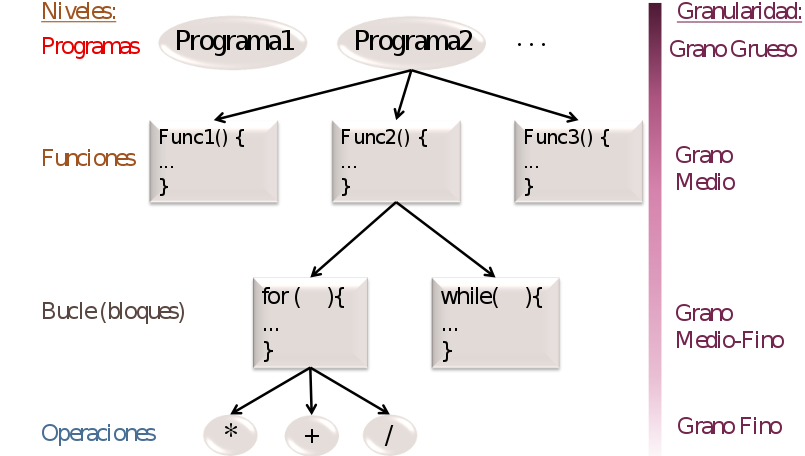 Niveles:
Granularidad:
Programas
Programa1
Programa2
. . .
Grano Grueso
Funciones
Func1() {
...
}
Func2() {
...
}
Func3() {
...
}
Grano
Medio
Bucle (bloques)
for (    ){
...
}
while(    ){
...
}
Grano
Medio-Fino
Operaciones
*
+
/
Grano Fino